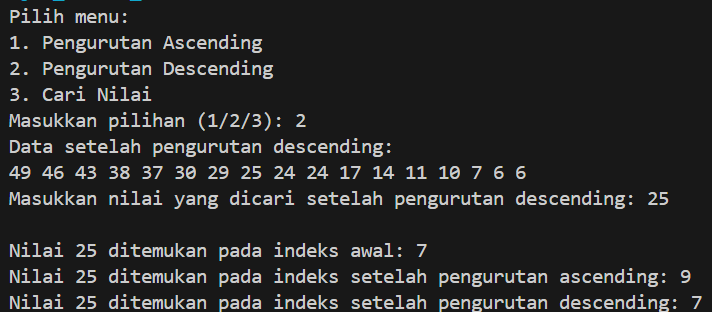 Pilih menu:
1. Pengurutan Ascending
2. Pengurutan Descending
3. Cari Nilai
Masukkan pilihan (1/2/3): 2
Data setelah pengurutan descending:
49 46 43 38 37 30 29 25 24 24 17 14 11 10 7 6 6
Masukkan nilai yang dicari setelah pengurutan descending: 25

Nilai 25 ditemukan pada indeks awal: 7
Nilai 25 ditemukan pada indeks setelah pengurutan ascending: 9
Nilai 25 ditemukan pada indeks setelah pengurutan descending: 7